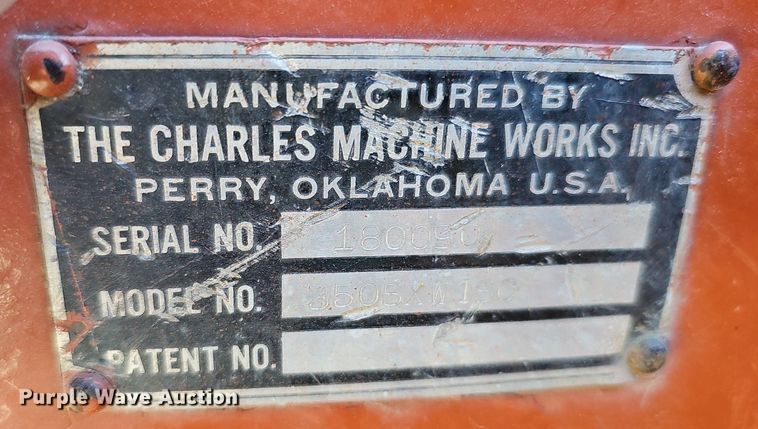 MANUFACTURED BY
THE CHARLES MACHINE WORKS INC.
PERRY, OKLAHOMA U.S.A.
SERIAL NO.
MODEL NO.
PATENT NO.
Purple Wave Auction